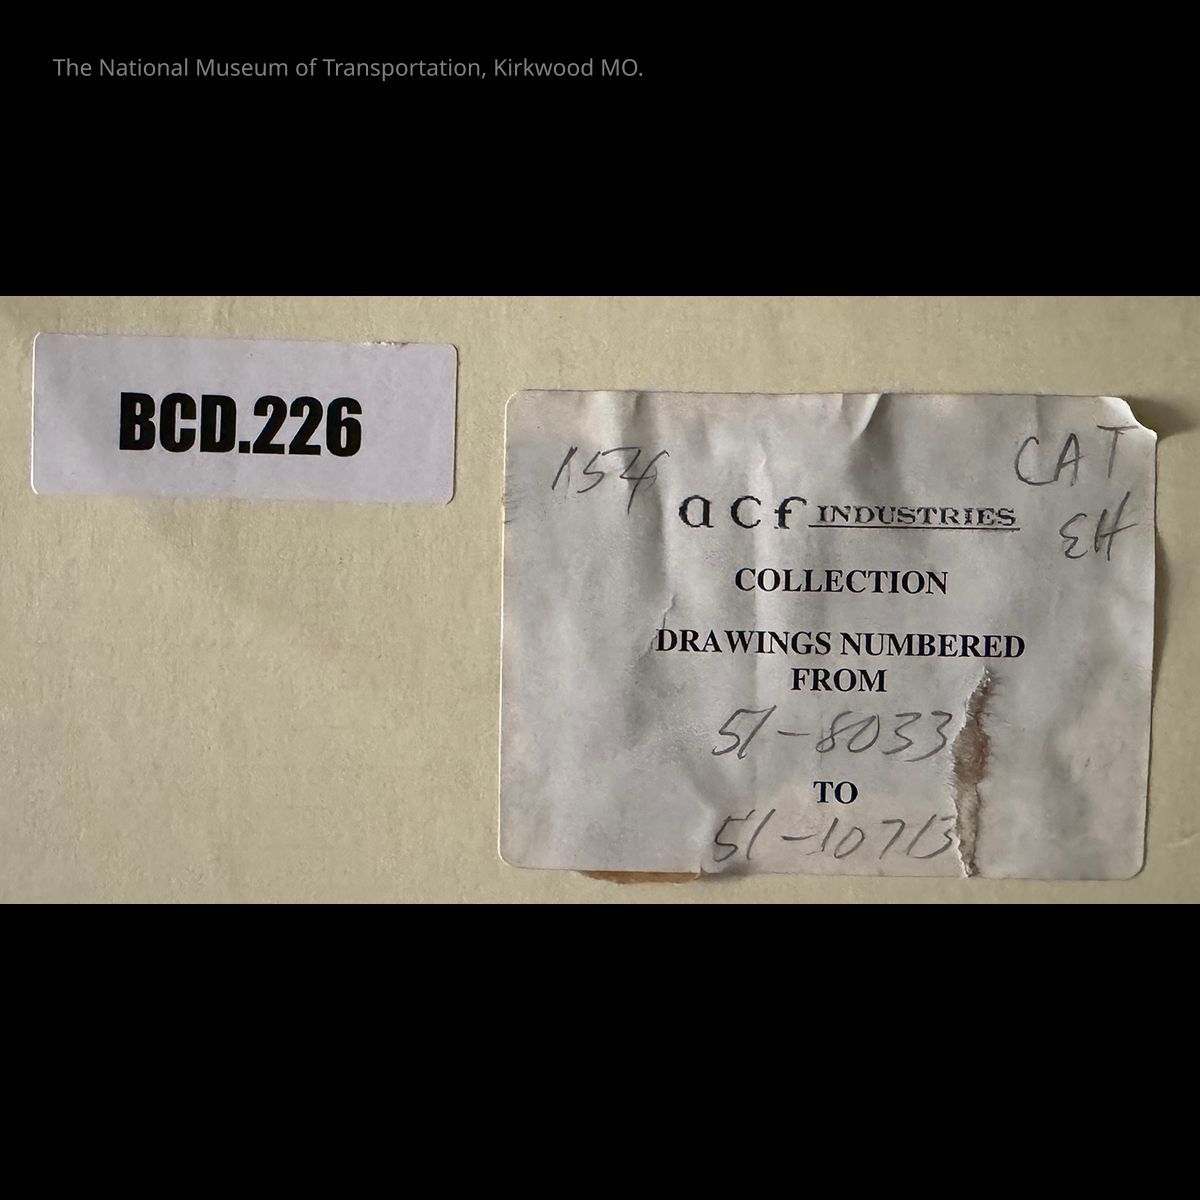 The National Museum of Transportation, Kirkwood MO.
BCD.226
154
CAT
EH
acf INDUSTRIES
COLLECTION
DRAWINGS NUMBERED
FROM
51-8033
TO
51-10713